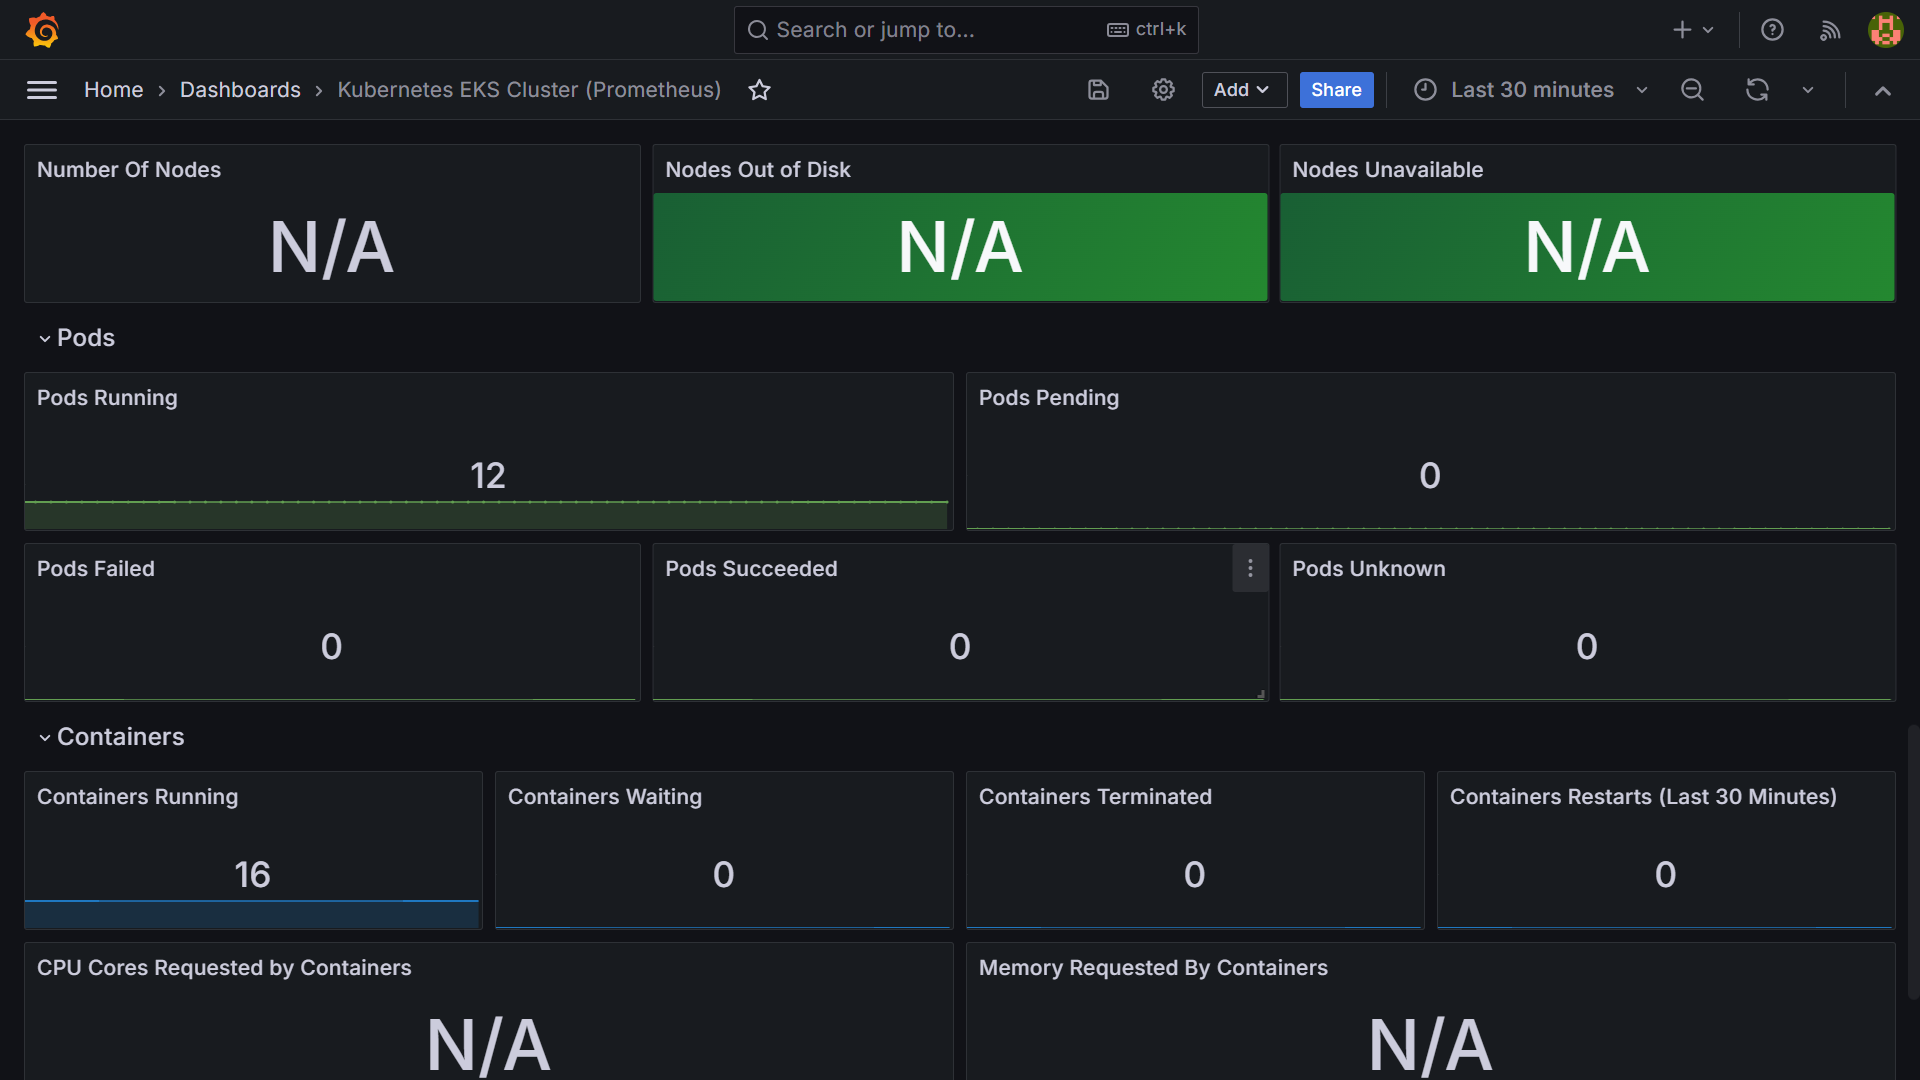 Search or jump to...
ctrl+k
Home
Dashboards
Kubernetes EKS Cluster (Prometheus)
Add
Share
Last 30 minutes
Number Of Nodes
N/A
Nodes Out of Disk
N/A
Nodes Unavailable
N/A
Pods
Pods Running
12
Pods Pending
0
Pods Failed
0
Pods Succeeded
0
Pods Unknown
0
Containers
Containers Running
16
Containers Waiting
0
Containers Terminated
0
Containers Restarts (Last 30 Minutes)
0
CPU Cores Requested by Containers
N/A
Memory Requested By Containers
N/A